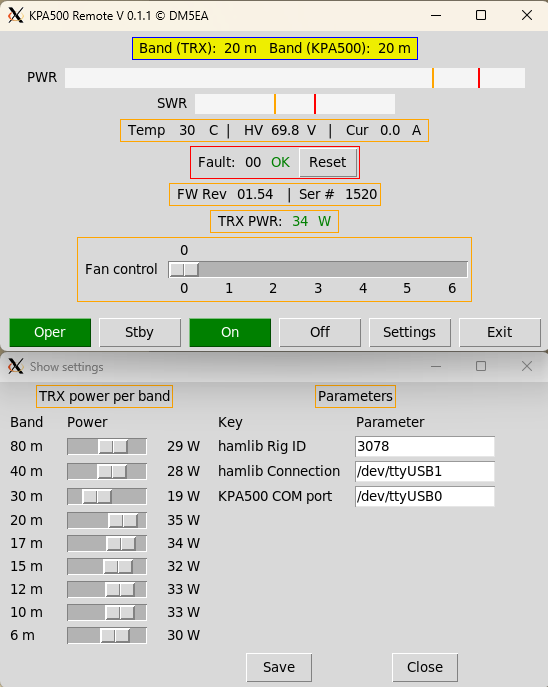 KPA500 Remote V 0.1.1 © DM5EA
Band (TRX): 20 m Band (KPA500): 20 m
PWR
SWR
Temp 30 C | HV 69.8 V | Cur 0.0 A
Fault: 00 OK Reset
FW Rev 01.54 | Ser # 1520
TRX PWR: 34 W
0
Fan control
0 1 2 3 4 5 6
Oper Stby On Off Settings Exit
Show settings
TRX power per band Parameters
Band Power Key Parameter
80 m 29 W hamlib Rig ID 3078
40 m 28 W hamlib Connection /dev/ttyUSB1
30 m 19 W KPA500 COM port /dev/ttyUSB0
20 m 35 W
17 m 34 W
15 m 32 W
12 m 33 W
10 m 33 W
6 m 30 W
Save Close